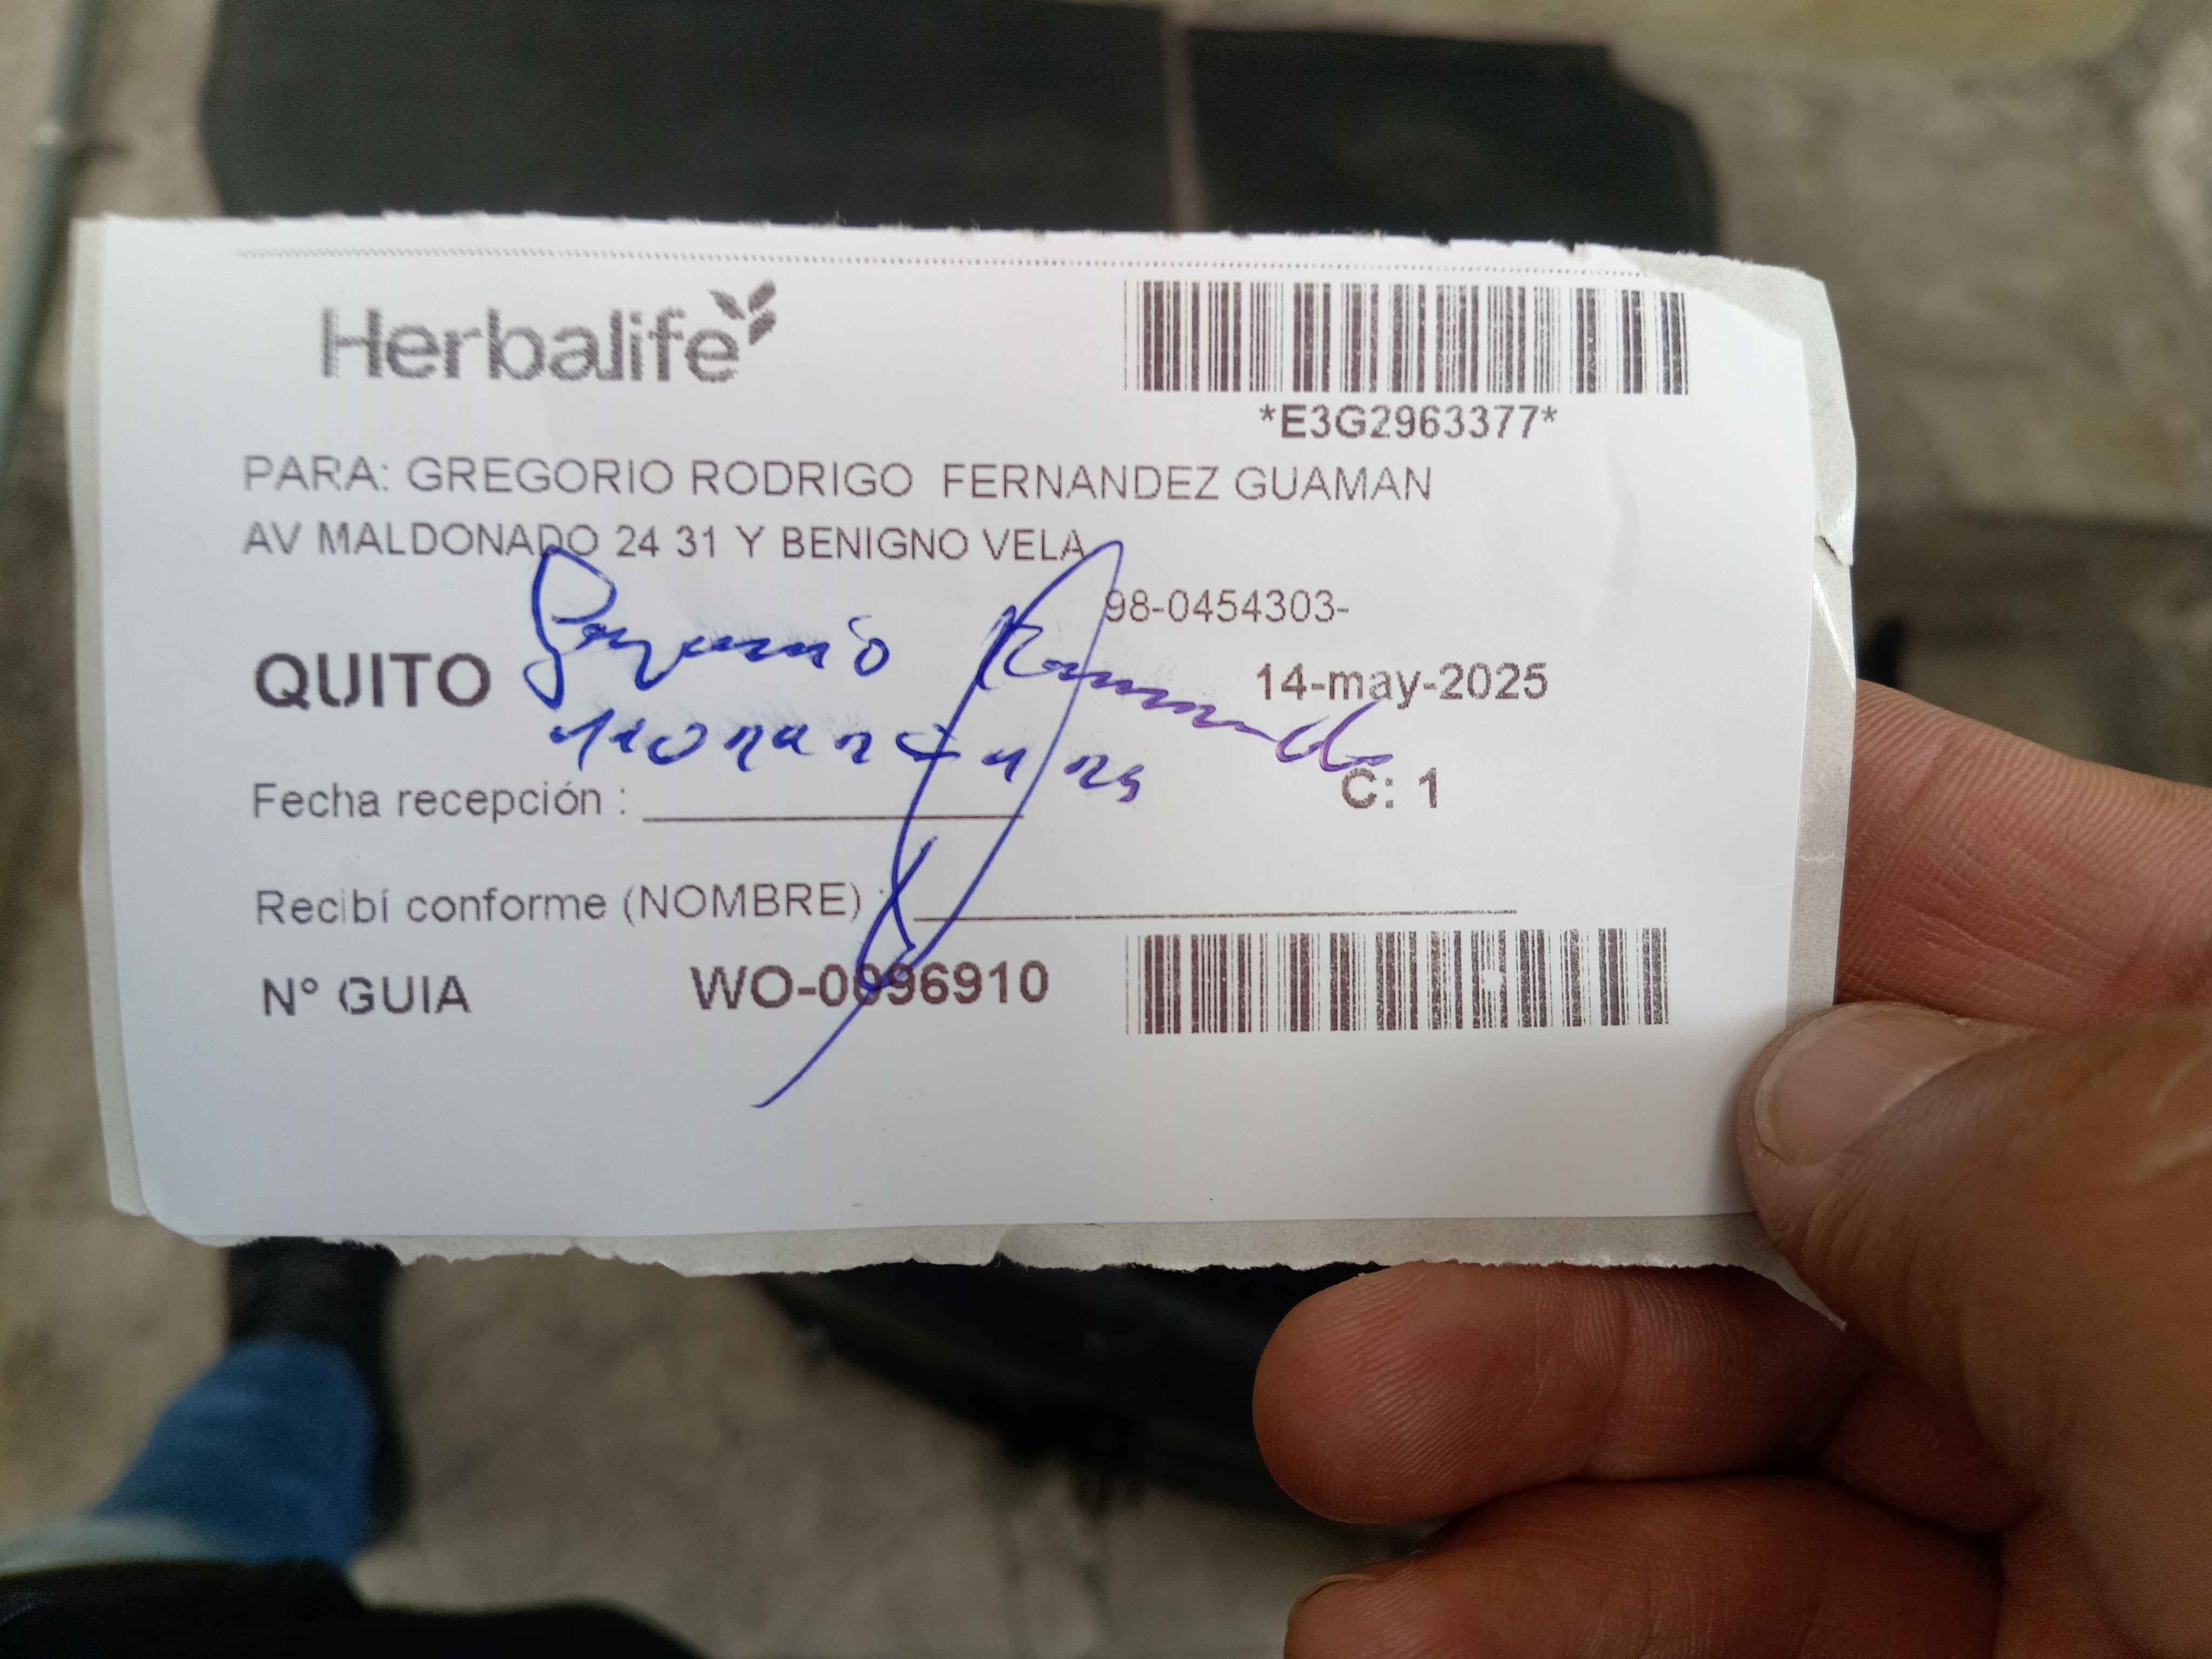 Herbalife
*E3G2963377*
PARA: GREGORIO RODRIGO FERNANDEZ GUAMAN
AV MALDONADO 24 31 Y BENIGNO VELA
98-0454303-
QUITO
14-may-2025
C: 1
Fecha recepción :
Recibí conforme (NOMBRE) :
N° GUIA WO-0096910